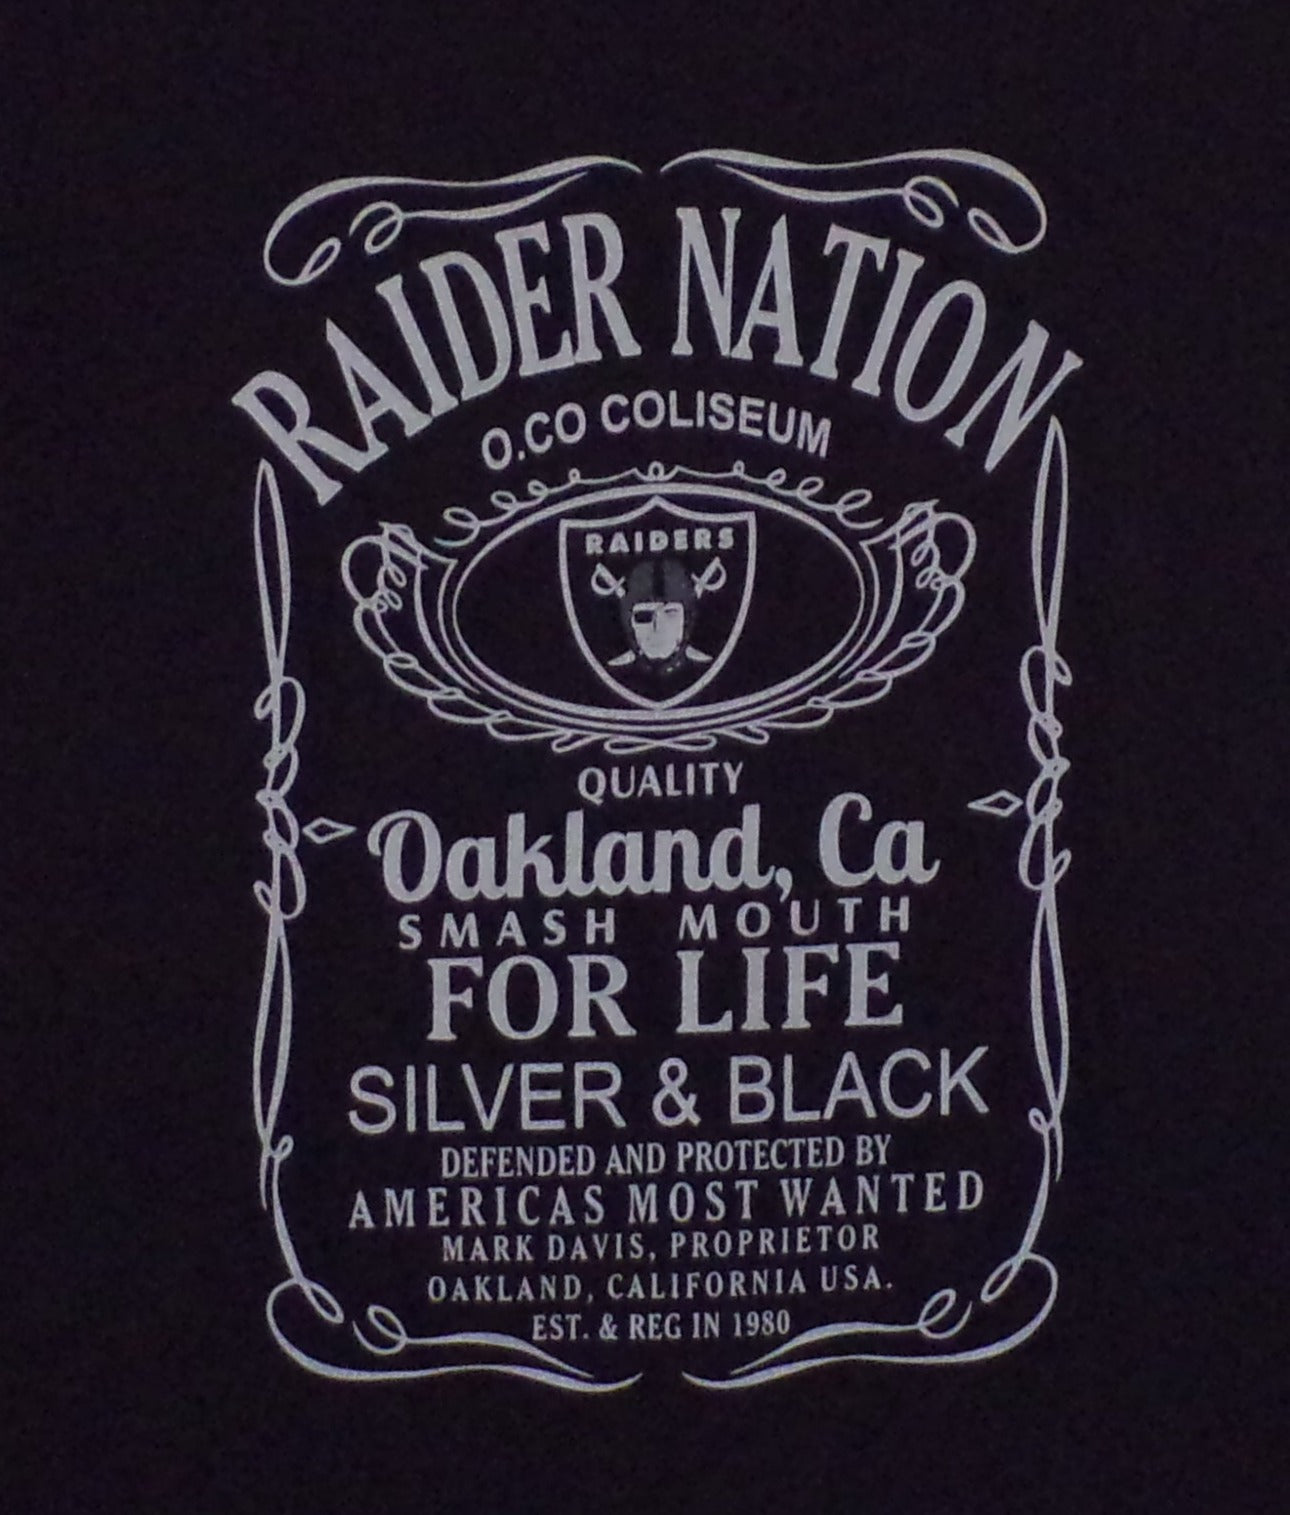 RAIDER NATION
O.CO COLISEUM
RAIDERS
QUALITY
Oakland, Ca
SMASH MOUTH
FOR LIFE
SILVER & BLACK
DEFENDED AND PROTECTED BY
AMERICAS MOST WANTED
MARK DAVIS, PROPRIETOR
OAKLAND, CALIFORNIA USA.
EST. & REG IN 1980